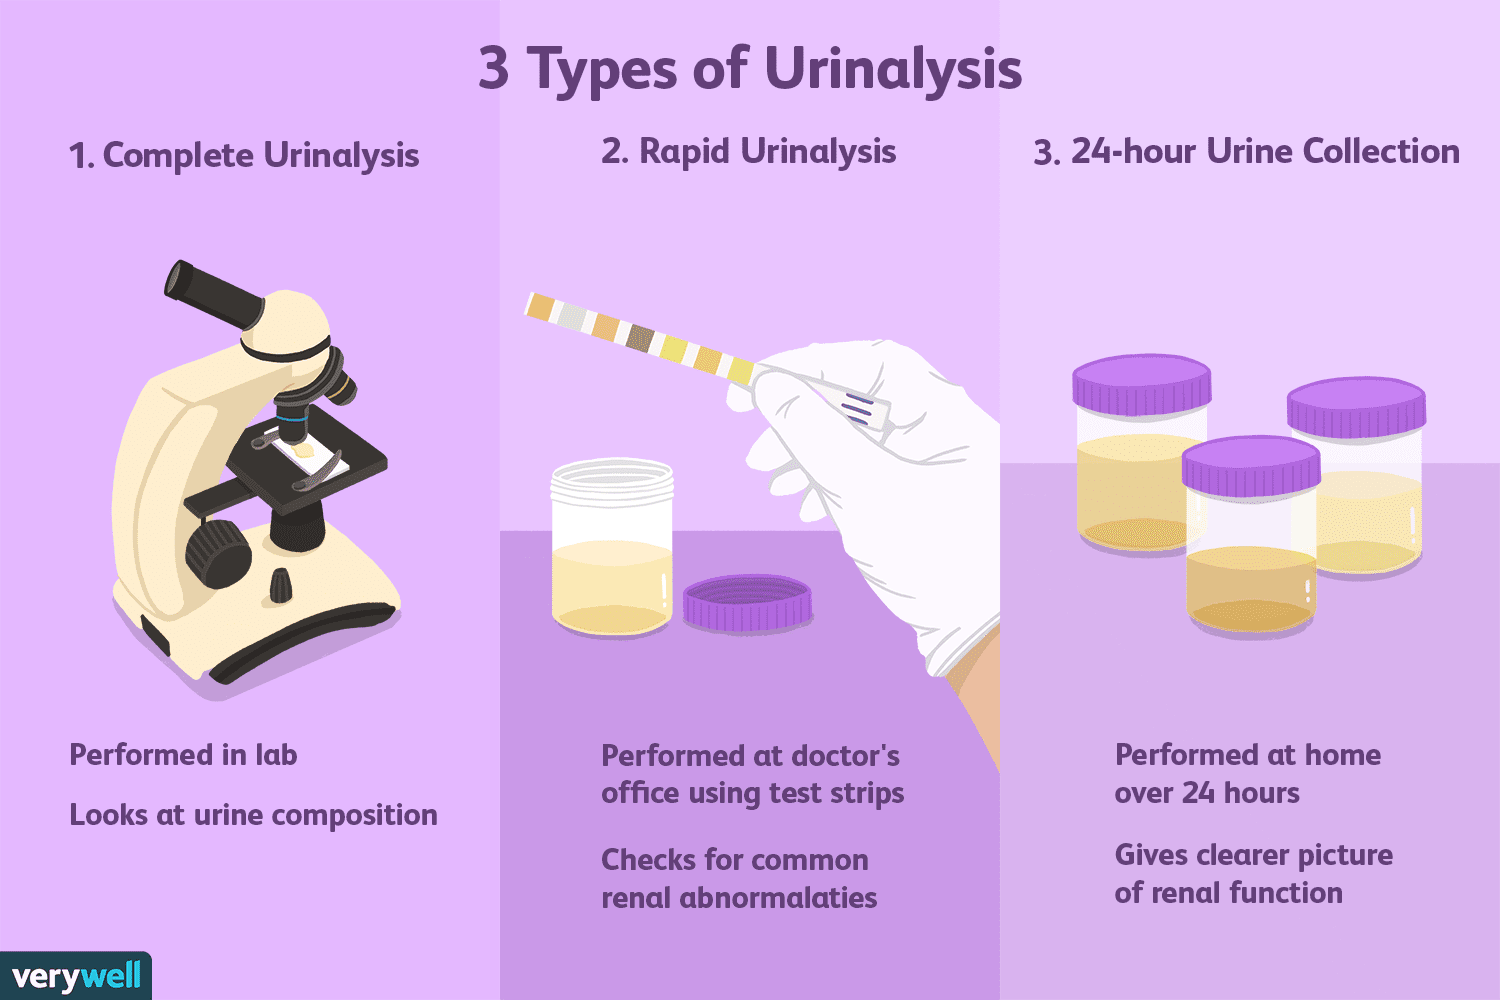 3 Types of Urinalysis
1. Complete Urinalysis
Performed in lab
Looks at urine composition
2. Rapid Urinalysis
Performed at doctor's
office using test strips
Checks for common
renal abnormalaties
3. 24-hour Urine Collection
Performed at home
over 24 hours
Gives clearer picture
of renal function
verywell